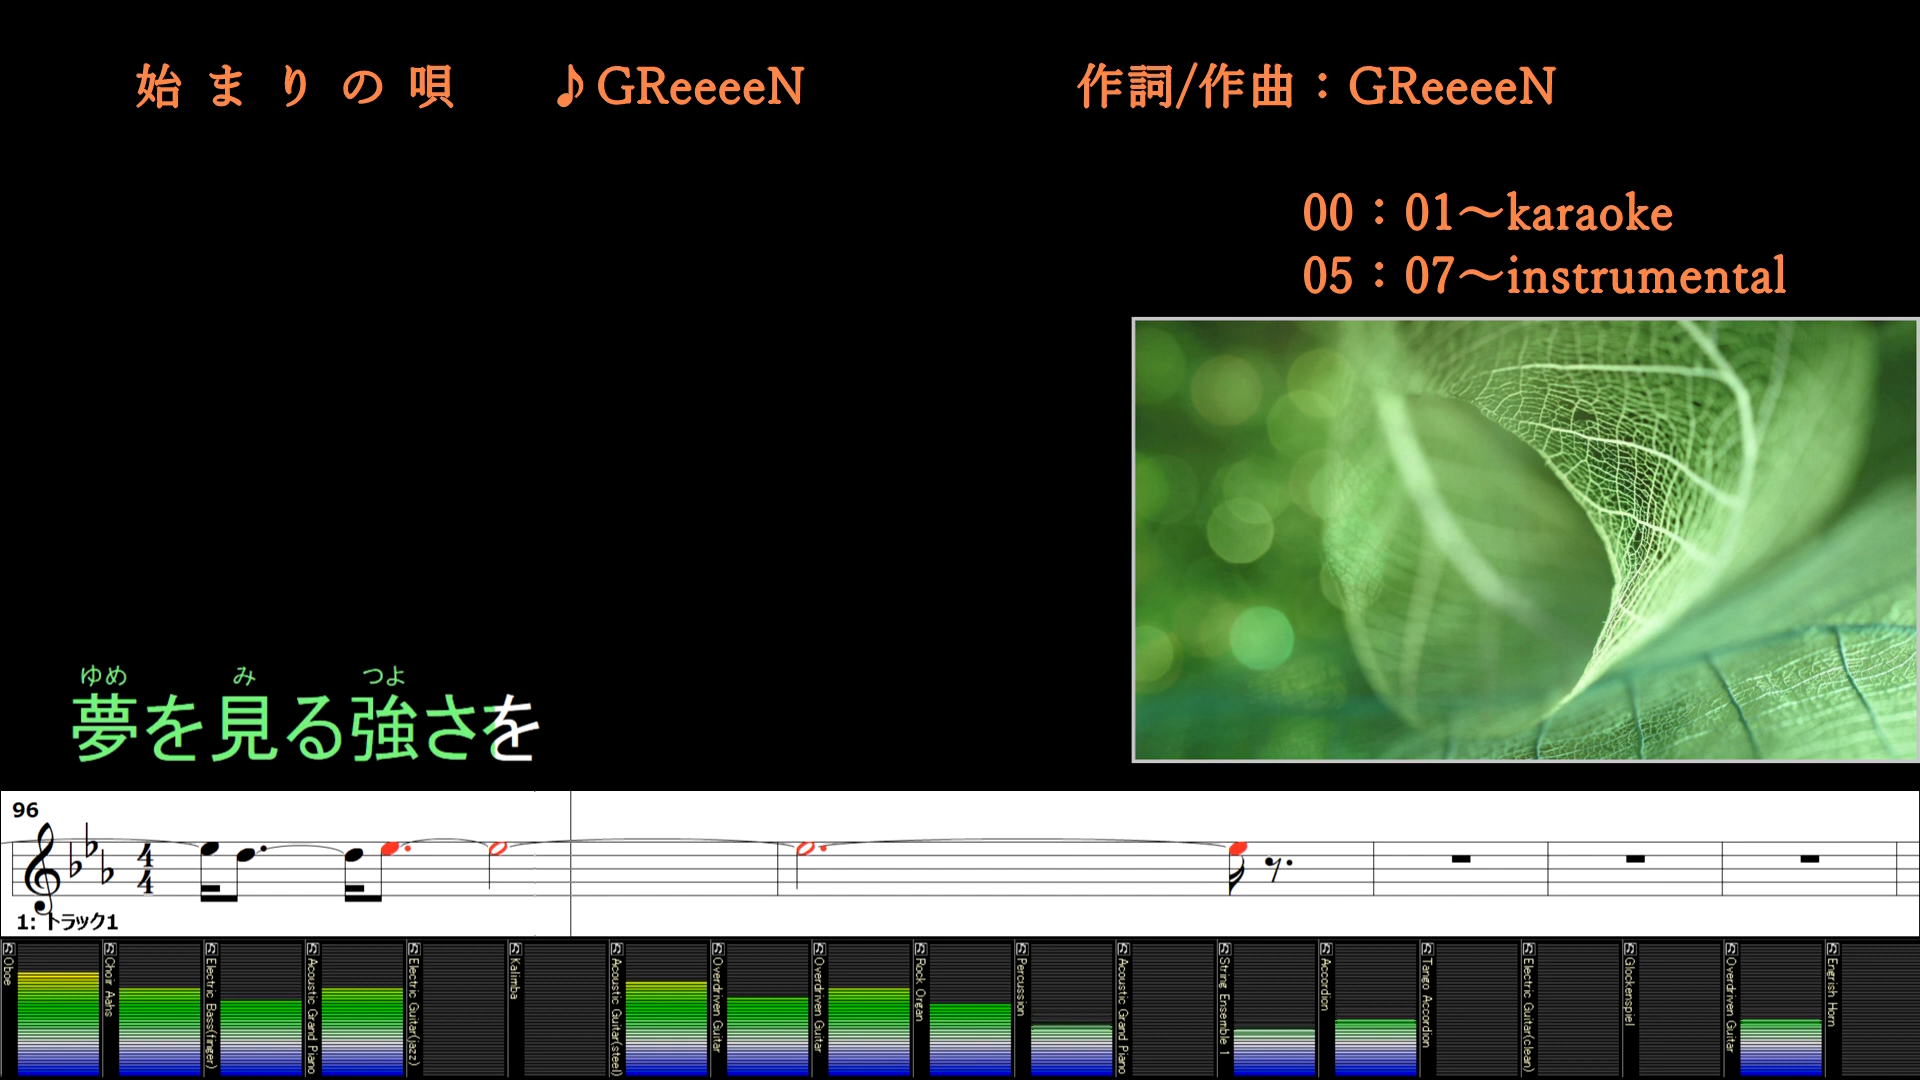 始まりの唄 ♪GReeeeN 作詞/作曲：GReeeeN
00：01～karaoke
05：07～instrumental
ゆめ み つよ
夢を見る強さを
96
4
4
1: トラック1
Oboe
Choir Aahs
Electric Bass(finger)
Acoustic Grand Piano
Electric Guitar(jazz)
Kalimba
Acoustic Guitar(steel)
Overdriven Guitar
Overdriven Guitar
Rock Organ
Percussion
Acoustic Grand Piano
String Ensemble 1
Accordion
Tango Accordion
Electric Guitar(clean)
Glockenspiel
Overdriven Guitar
English Horn